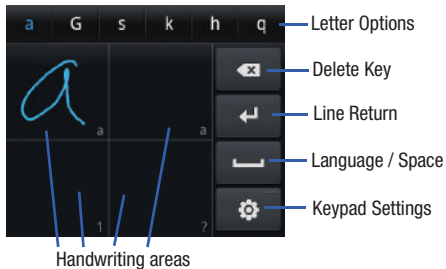 a G s k h q
Letter Options
Delete Key
a
a
a
Line Return
Language / Space
1
?
Keypad Settings
Handwriting areas